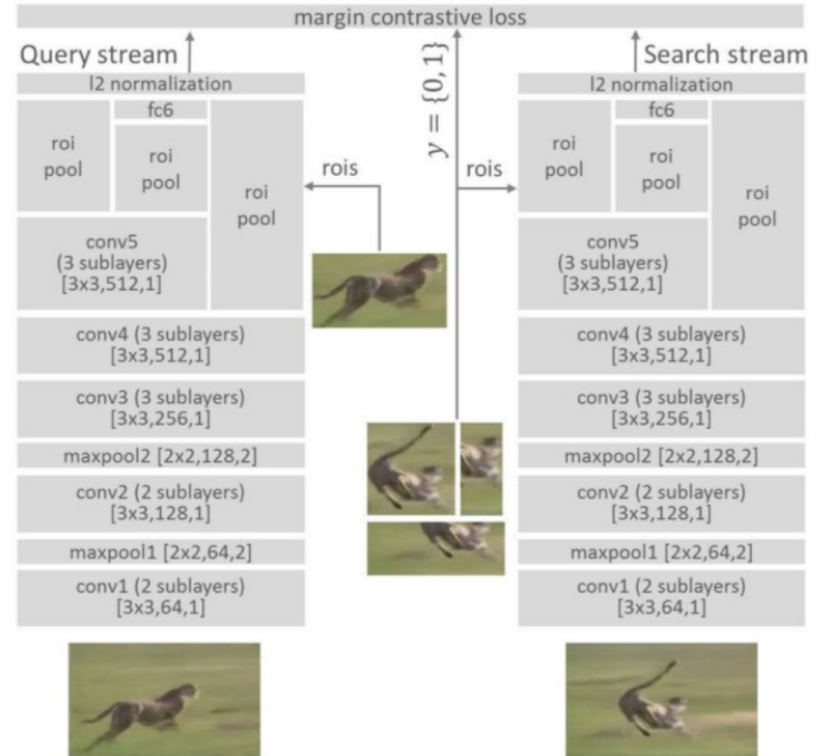 margin contrastive loss
Query stream
l2 normalization
fc6
roi
pool
roi
pool
roi
pool
conv5
(3 sublayers)
[3x3,512,1]
conv4 (3 sublayers)
[3x3,512,1]
conv3 (3 sublayers)
[3x3,256,1]
maxpool2 [2x2,128,2]
conv2 (2 sublayers)
[3x3,128,1]
maxpool1 [2x2,64,2]
conv1 (2 sublayers)
[3x3,64,1]
rois
y = {0,1}
rois
Search stream
l2 normalization
fc6
roi
pool
roi
pool
roi
pool
conv5
(3 sublayers)
[3x3,512,1]
conv4 (3 sublayers)
[3x3,512,1]
conv3 (3 sublayers)
[3x3,256,1]
maxpool2 [2x2,128,2]
conv2 (2 sublayers)
[3x3,128,1]
maxpool1 [2x2,64,2]
conv1 (2 sublayers)
[3x3,64,1]